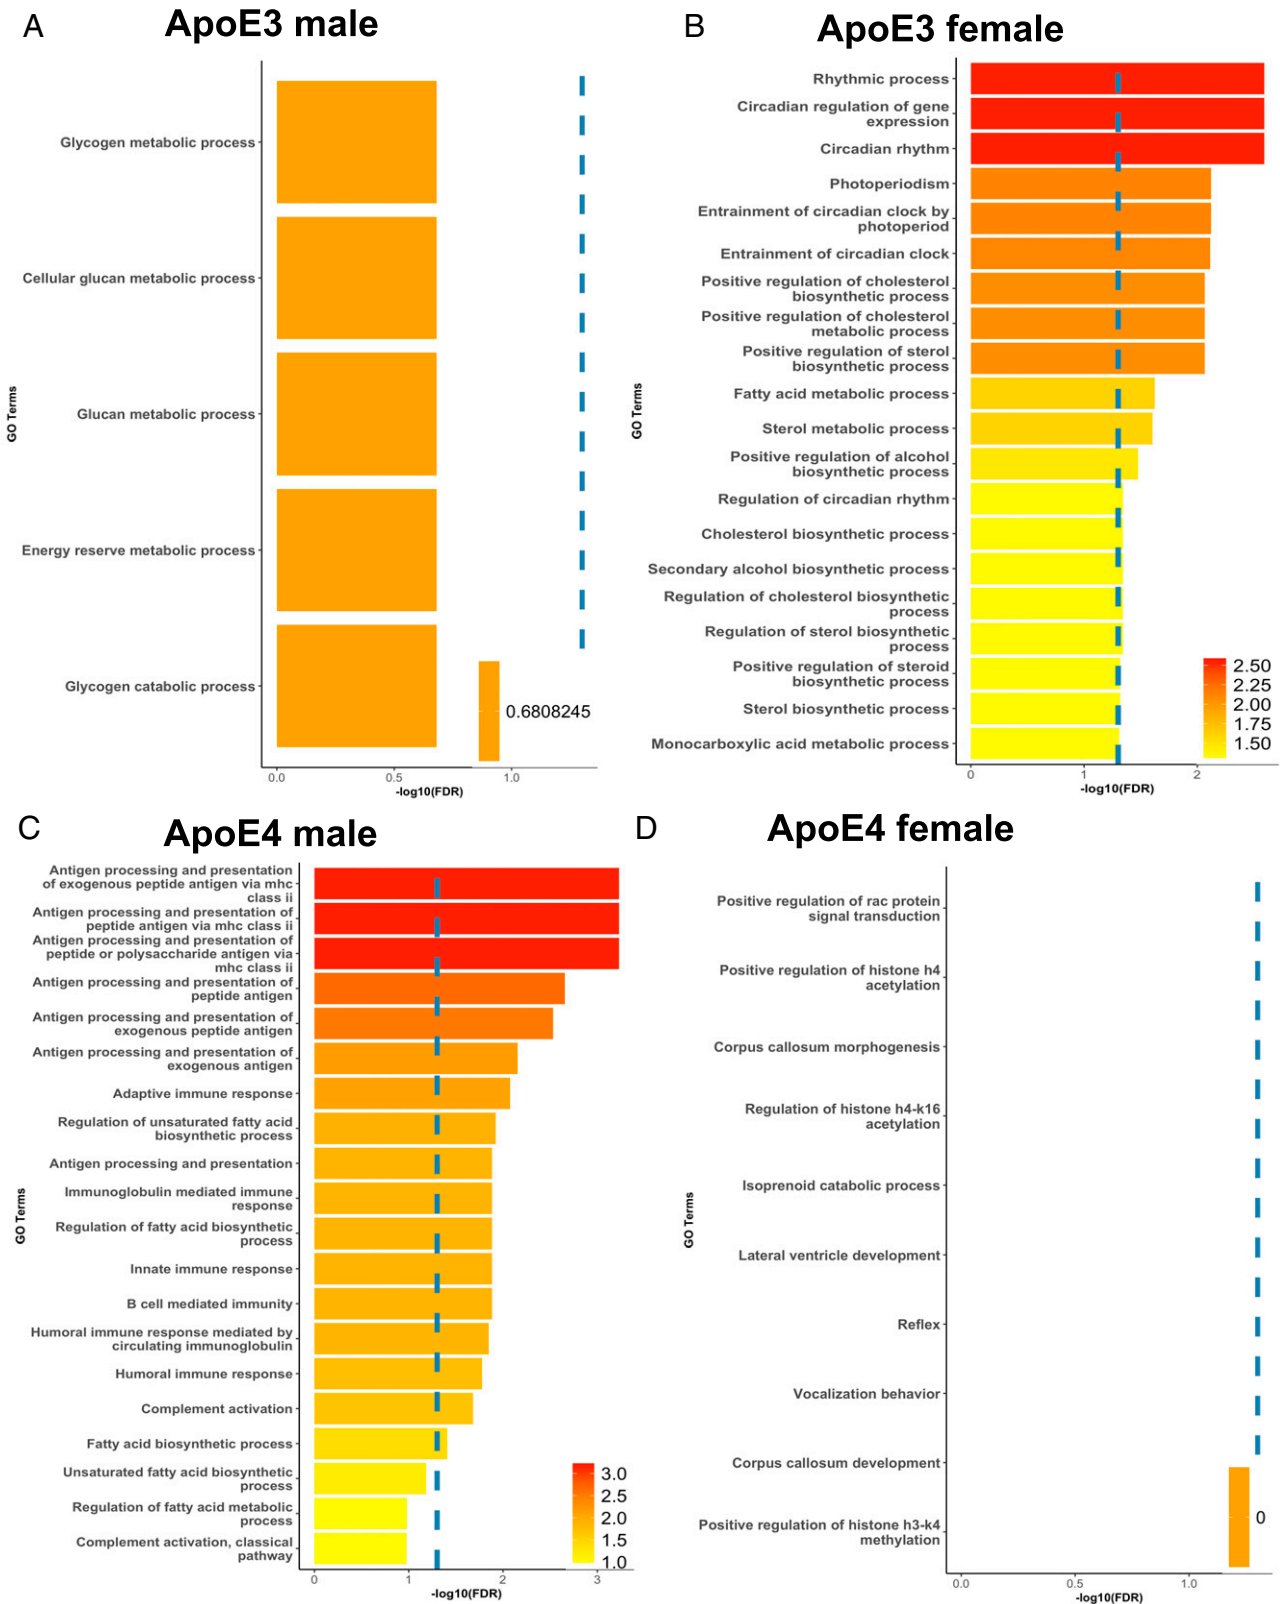 A
ApoE3 male
Glycogen metabolic process
Cellular glucan metabolic process
Glucan metabolic process
Energy reserve metabolic process
Glycogen catabolic process
GO Terms
0.6808245
0.0
0.5
1.0
-log10(FDR)
B
ApoE3 female
Rhythmic process
Circadian regulation of gene
expression
Circadian rhythm
Photoperiodism
Entrainment of circadian clock by
photoperiod
Entrainment of circadian clock
Positive regulation of cholesterol
biosynthetic process
Positive regulation of cholesterol
metabolic process
Positive regulation of sterol
biosynthetic process
Fatty acid metabolic process
Sterol metabolic process
Positive regulation of alcohol
biosynthetic process
Regulation of circadian rhythm
Cholesterol biosynthetic process
Secondary alcohol biosynthetic process
Regulation of cholesterol biosynthetic
process
Regulation of sterol biosynthetic
process
Positive regulation of steroid
biosynthetic process
Sterol biosynthetic process
Monocarboxylic acid metabolic process
GO Terms
2.50
2.25
2.00
1.75
1.50
0
1
2
-log10(FDR)
C
ApoE4 male
Antigen processing and presentation
of exogenous peptide antigen via mhc
class ii
Antigen processing and presentation of
peptide antigen via mhc class ii
Antigen processing and presentation of
peptide or polysaccharide antigen via
mhc class ii
Antigen processing and presentation of
peptide antigen
Antigen processing and presentation of
exogenous peptide antigen
Antigen processing and presentation of
exogenous antigen
Adaptive immune response
Regulation of unsaturated fatty acid
biosynthetic process
Antigen processing and presentation
Immunoglobulin mediated immune
response
Regulation of fatty acid biosynthetic
process
Innate immune response
B cell mediated immunity
Humoral immune response mediated by
circulating immunoglobulin
Humoral immune response
Complement activation
Fatty acid biosynthetic process
Unsaturated fatty acid biosynthetic
process
Regulation of fatty acid metabolic
process
Complement activation, classical
pathway
GO Terms
3.0
2.5
2.0
1.5
1.0
0
1
2
3
-log10(FDR)
D
ApoE4 female
Positive regulation of rac protein
signal transduction
Positive regulation of histone h4
acetylation
Corpus callosum morphogenesis
Regulation of histone h4-k16
acetylation
Isoprenoid catabolic process
Lateral ventricle development
Reflex
Vocalization behavior
Corpus callosum development
Positive regulation of histone h3-k4
methylation
GO Terms
0
0.0
0.5
1.0
-log10(FDR)